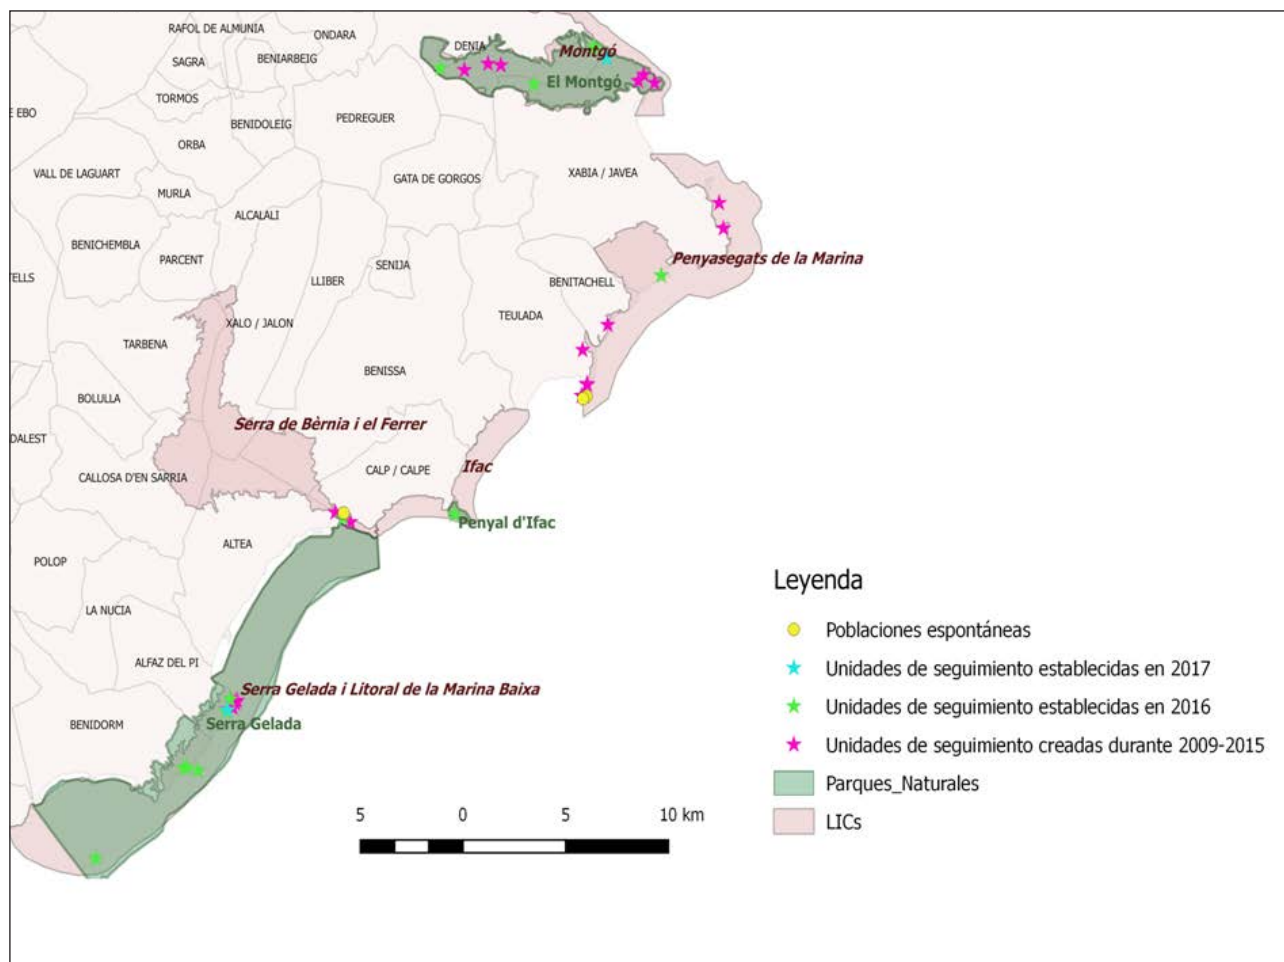 RAFOL DE ALMUNIA
ONDARA
DENIA
Montgó
SAGRA
BENIARBEIG
El Montgó
TORMOS
E EBO
BENIDOLEIG
PEDREGUER
ORBA
VALL DE LAGUART
GATA DE GORGOS
XABIA / JAVEA
MURLA
ALCALALI
BENICHEMBLA
PARCENT
SENIJA
Penyasegats de la Marina
TELLS
LLIBER
BENITACHELL
TEULADA
XALO / JALON
TARBENA
BENISSA
BOLULLA
Serra de Bèrnia i el Ferrer
DALEST
CALLOSA D'EN SARRIA
CALP / CALPE
Ifac
Penyal d'Ifac
ALTEA
POLOP
LA NUCIA
ALFAZ DEL PI
Serra Gelada i Litoral de la Marina Baixa
BENIDORM
Serra Gelada
Leyenda
Poblaciones espontáneas
Unidades de seguimiento establecidas en 2017
Unidades de seguimiento establecidas en 2016
Unidades de seguimiento creadas durante 2009-2015
Parques_Naturales
LICs
5 0 5 10 km